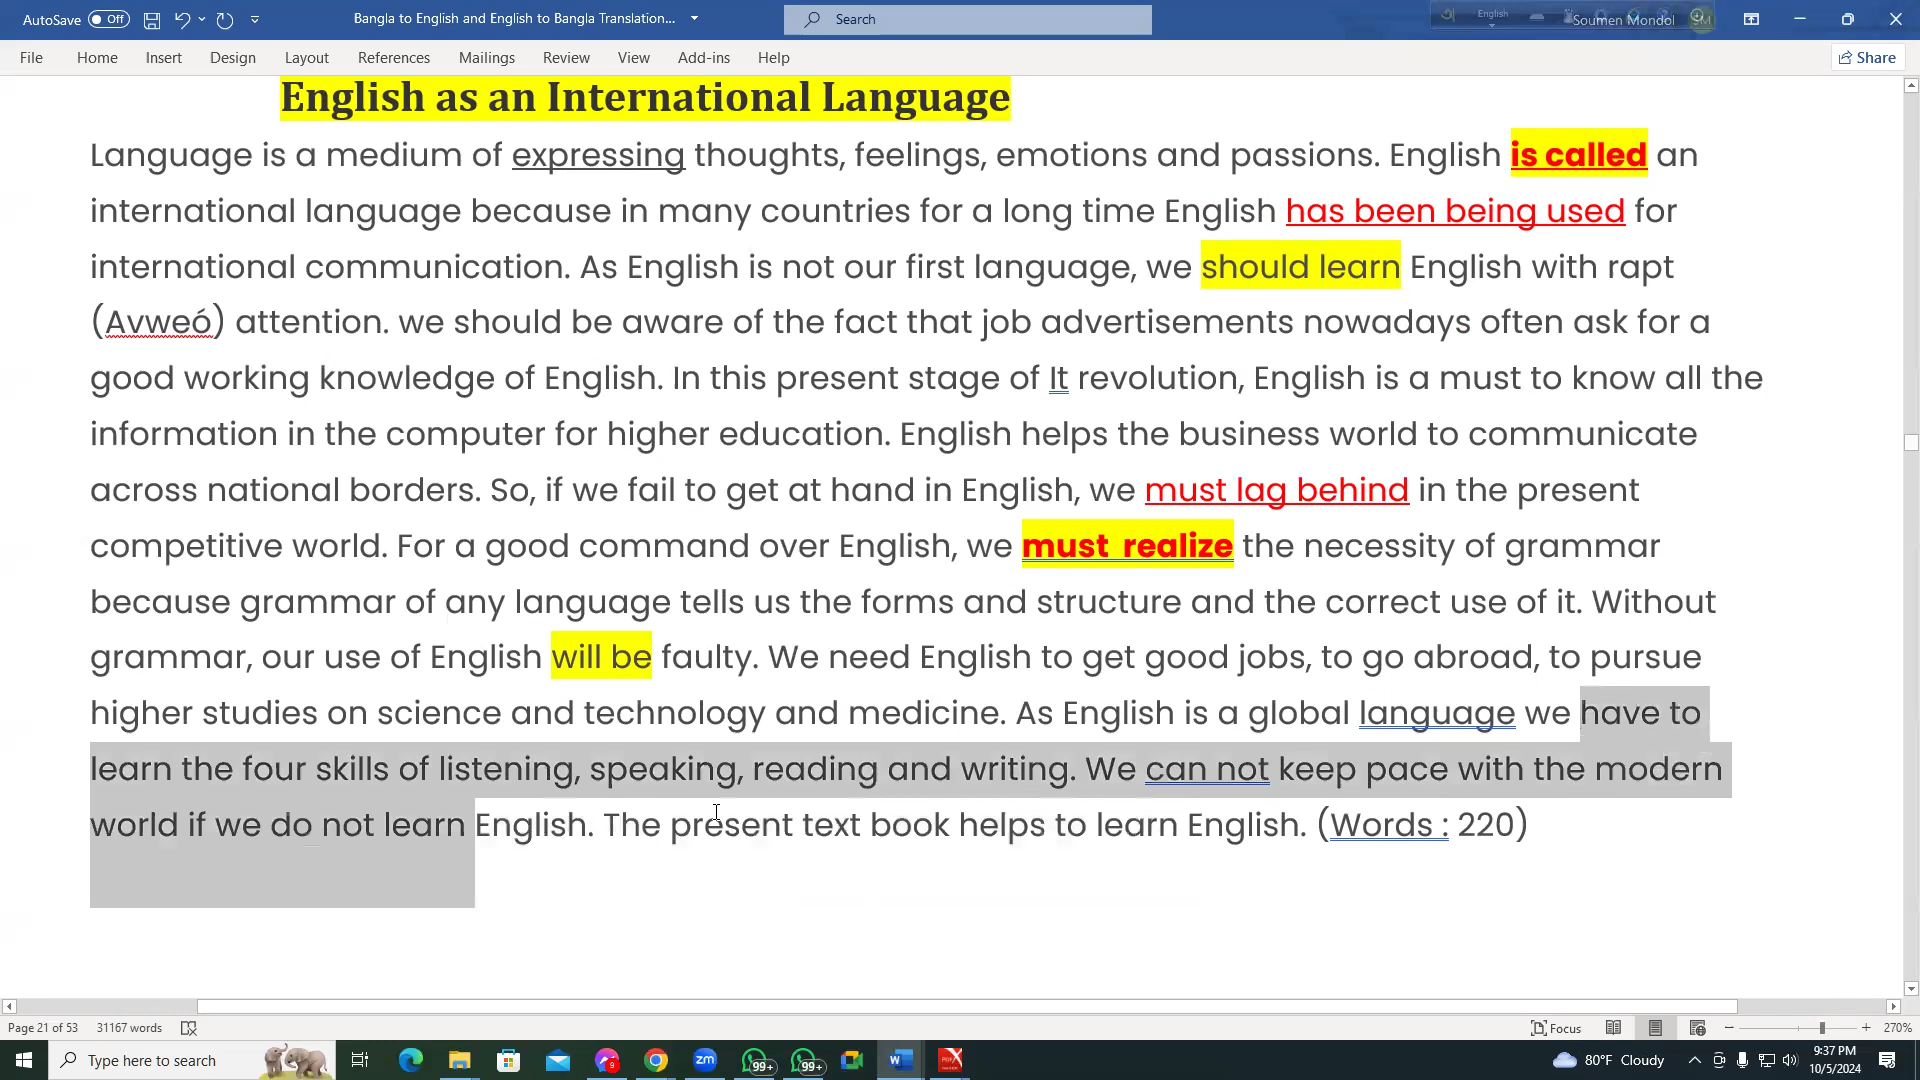 AutoSave Off Bangla to English and English to Bangla Translation... Search English Soumen Mondol SM
File Home Insert Design Layout References Mailings Review View Add-ins Help Share
English as an International Language
Language is a medium of expressing thoughts, feelings, emotions and passions. English is called an
international language because in many countries for a long time English has been being used for
international communication. As English is not our first language, we should learn English with rapt
(Avweó) attention. we should be aware of the fact that job advertisements nowadays often ask for a
good working knowledge of English. In this present stage of It revolution, English is a must to know all the
information in the computer for higher education. English helps the business world to communicate
across national borders. So, if we fail to get at hand in English, we must lag behind in the present
competitive world. For a good command over English, we must realize the necessity of grammar
because grammar of any language tells us the forms and structure and the correct use of it. Without
grammar, our use of English will be faulty. We need English to get good jobs, to go abroad, to pursue
higher studies on science and technology and medicine. As English is a global language we have to
learn the four skills of listening, speaking, reading and writing. We can not keep pace with the modern
world if we do not learn English. The present text book helps to learn English. (Words : 220)
Page 21 of 53 31167 words Focus 270%
Type here to search 9 zm 99+ 99+ 80°F Cloudy 9:37 PM
10/5/2024